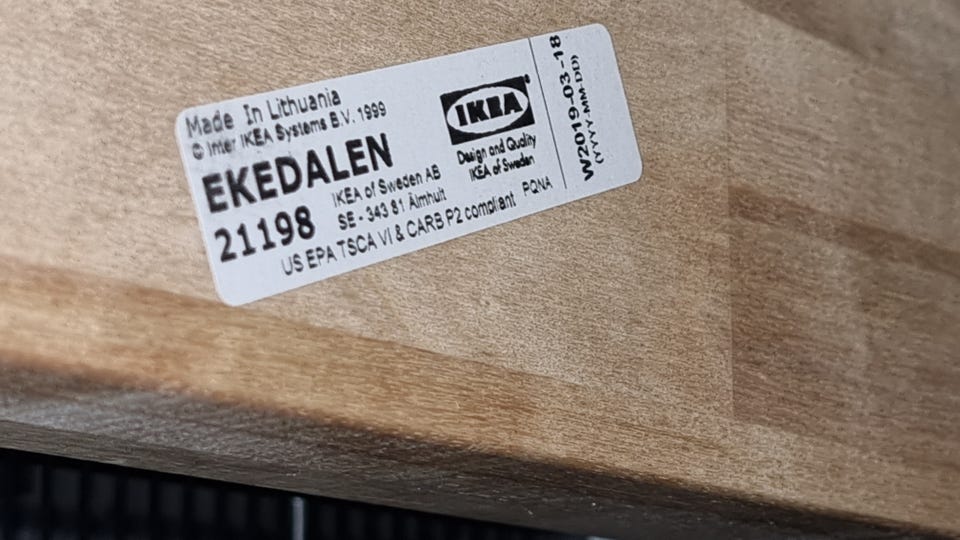 Made In Lithuania
© Inter IKEA Systems B.V. 1999
EKEDALEN
21198
IKEA of Sweden AB
SE - 343 81 Älmhult
US EPA TSCA VI & CARB P2 compliant
IKEA
Design and Quality
IKEA of Sweden
PQNA
W2019-03-18
(YYYY-MM-DD)